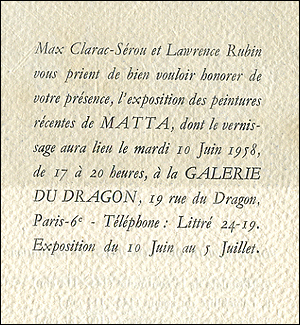 Max Clarac-Sérou et Lawrence Rubin
vous prient de bien vouloir honorer de
votre présence, l'exposition des peintures
récentes de MATTA, dont le vernis-
sage aura lieu le mardi 10 Juin 1958,
de 17 à 20 heures, à la GALERIE
DU DRAGON, 19 rue du Dragon,
Paris-6e - Téléphone : Littré 24-19.
Exposition du 10 Juin au 5 Juillet.